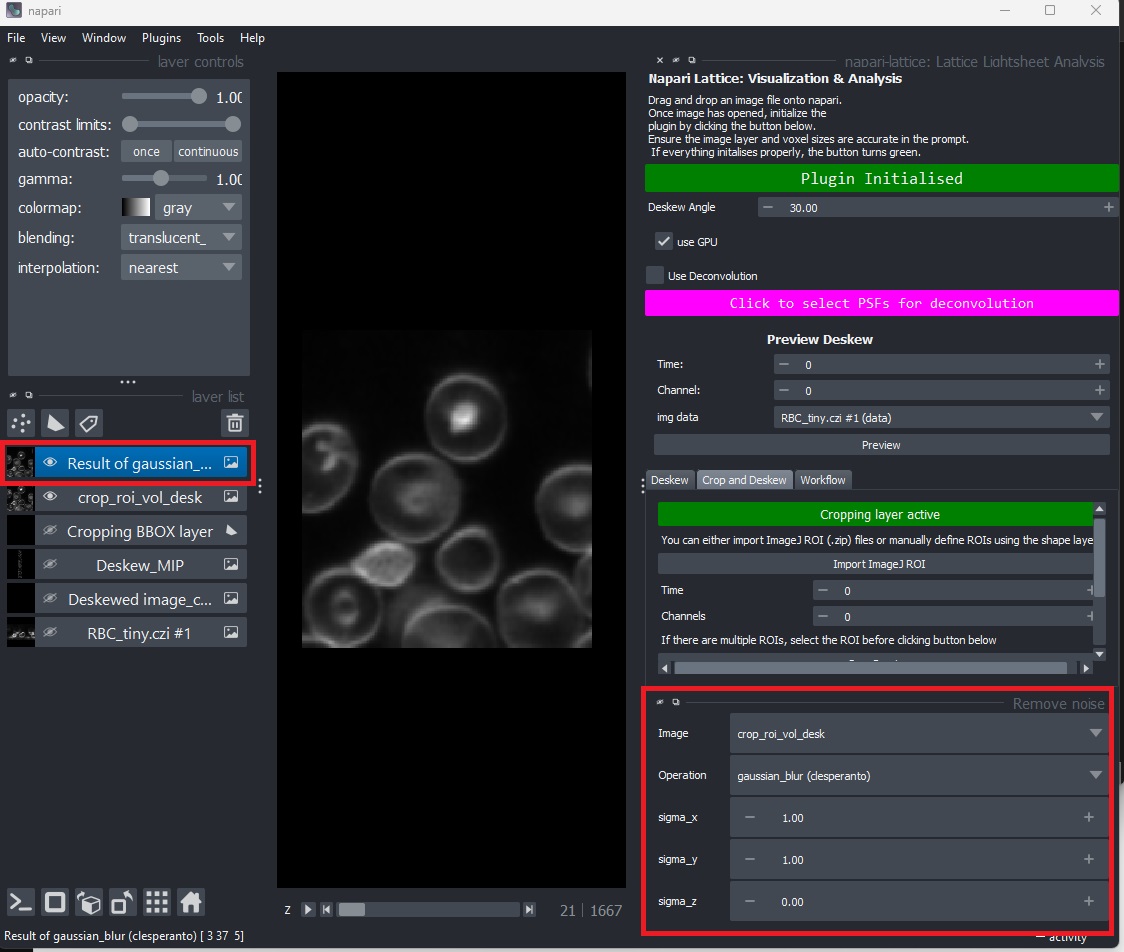 napari
File View Window Plugins Tools Help
layer controls
opacity: 1.00
contrast limits:
auto-contrast: once continuous
gamma: 1.00
colormap: gray
blending: translucent_
interpolation: nearest
layer list
Result of gaussian_...
crop_roi_vol_desk
Cropping BBOX layer
Deskew_MIP
Deskewed image_c...
RBC_tiny.czi #1
Z 21 | 1667
Result of gaussian_blur (clesperanto) [ 3 37 5]
napari-lattice: Lattice Lightsheet Analysis
Napari Lattice: Visualization & Analysis
Drag and drop an image file onto napari.
Once image has opened, initialize the
plugin by clicking the button below.
Ensure the image layer and voxel sizes are accurate in the prompt.
If everything initalises properly, the button turns green.
Plugin Initialised
Deskew Angle 30.00
use GPU
Use Deconvolution
Click to select PSFs for deconvolution
Preview Deskew
Time: 0
Channel: 0
img data RBC_tiny.czi #1 (data)
Preview
Deskew Crop and Deskew Workflow
Cropping layer active
You can either import ImageJ ROI (.zip) files or manually define ROIs using the shape laye
Import ImageJ ROI
Time 0
Channels 0
If there are multiple ROIs, select the ROI before clicking button below
Remove noise
Image crop_roi_vol_desk
Operation gaussian_blur (clesperanto)
sigma_x 1.00
sigma_y 1.00
sigma_z 0.00
activity